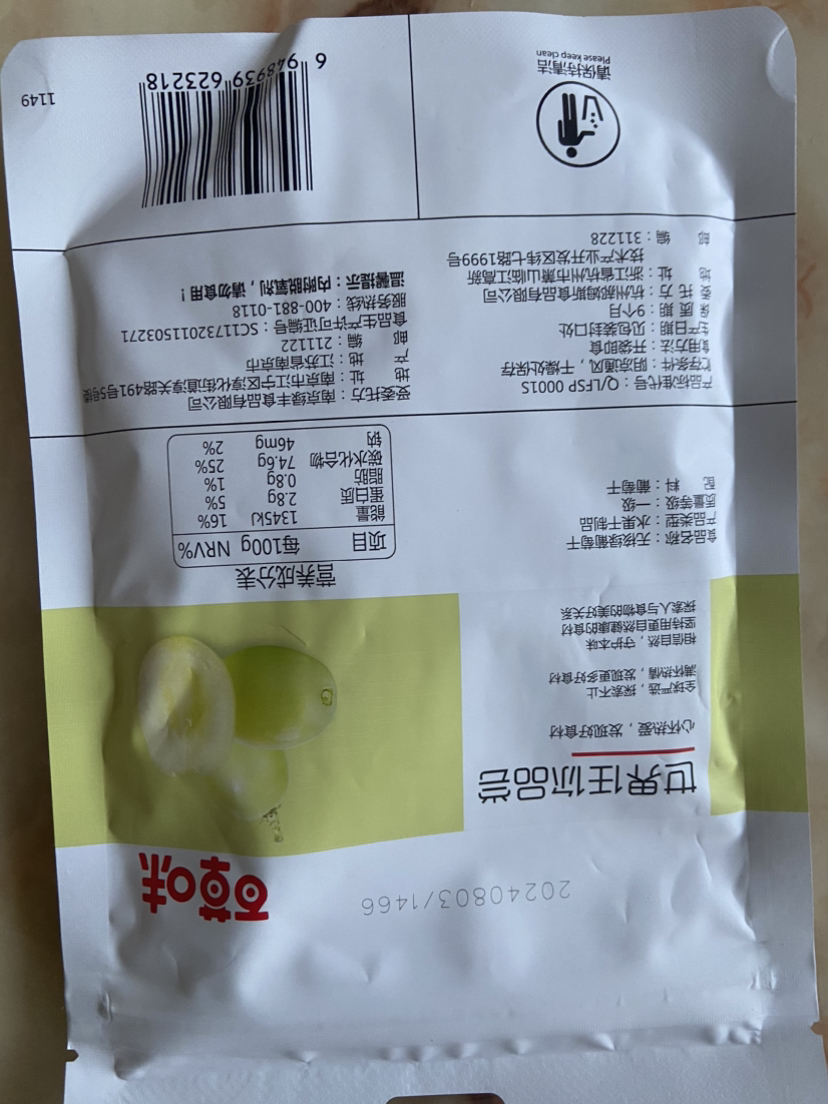 20240803/1466
百草味
世界任你品尝
心怀热爱，发现好食材
全球严选，探索不止
满怀热情，发现更多好食材
相信自然，守护本味
坚持用更自然健康的食材
探索人与食物的美好关系
食品名称：无核绿葡萄干
产品类型：水果干制品
质量等级：一级
配 料：葡萄干
营养成分表
项目 每100g NRV%
能量 1345kJ 16%
蛋白质 2.8g 5%
脂肪 0.8g 1%
碳水化合物 74.6g 25%
钠 46mg 2%
产品标准代号：Q/LFSP 0001S
贮存条件：阴凉通风，干燥处保存
食用方法：开袋即食
生产日期：见包装封口处
保 质 期：9个月
委 托 方：杭州郝姆斯食品有限公司
地 址：浙江省杭州市萧山临江高新
技术产业开发区纬七路1999号
邮 编：311228
受委托方：南京绿丰食品有限公司
地 址：南京市江宁区淳化街道淳关路491号5号楼
产 地：江苏省南京市
邮 编：211122
食品生产许可证编号：SC11732011503271
服务热线：400-881-0118
温馨提示：内附脱氧剂，请勿食用！
请保持清洁
Please keep clean
6 948939 623218
1149